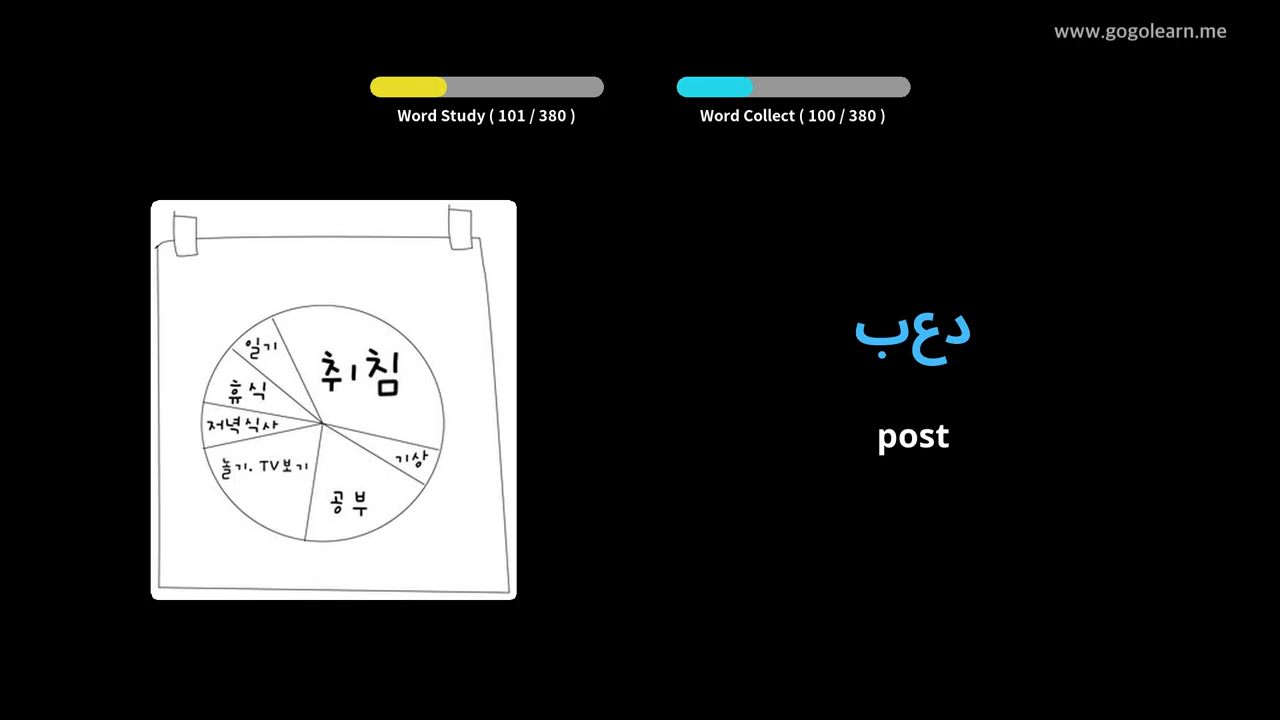 www.gogolearn.me
Word Study ( 101 / 380 )
Word Collect ( 100 / 380 )
일기
취침
휴식
저녁식사
기상
놀기. TV보기
공부
دعب
post